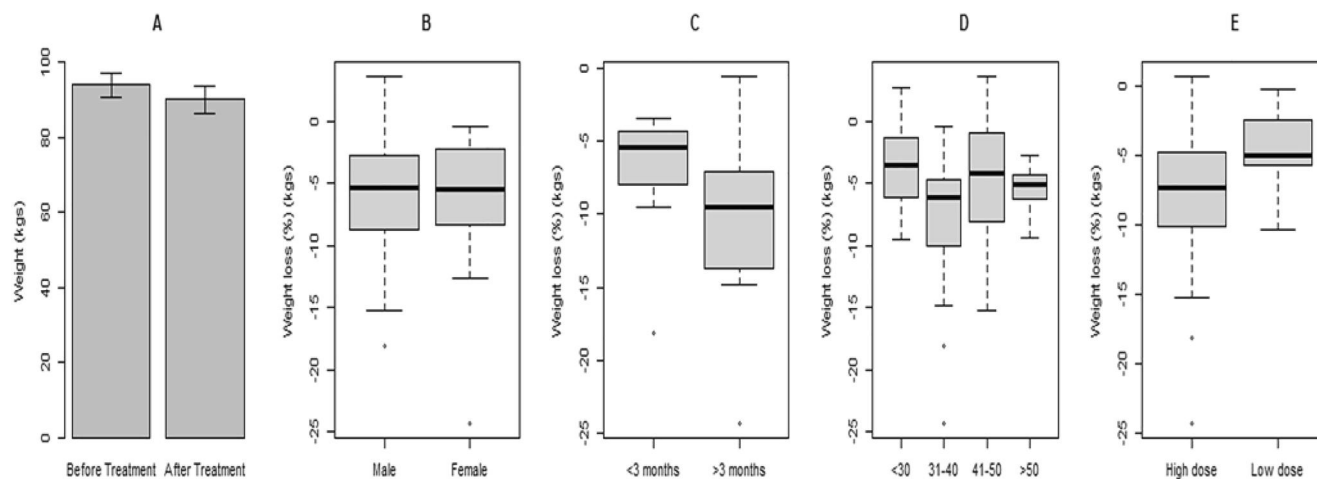 A
Weight (kgs)
100
80
60
40
20
0
Before Treatment After Treatment
B
Weight loss (%) (kgs)
0
-5
-10
-15
-20
-25
Male Female
C
Weight loss (%) (kgs)
0
-5
-10
-15
-20
-25
<3 months >3 months
D
Weight loss (%) (kgs)
0
-5
-10
-15
-20
-25
<30 31-40 41-50 >50
E
Weight loss (%) (kgs)
0
-5
-10
-15
-20
-25
High dose Low dose